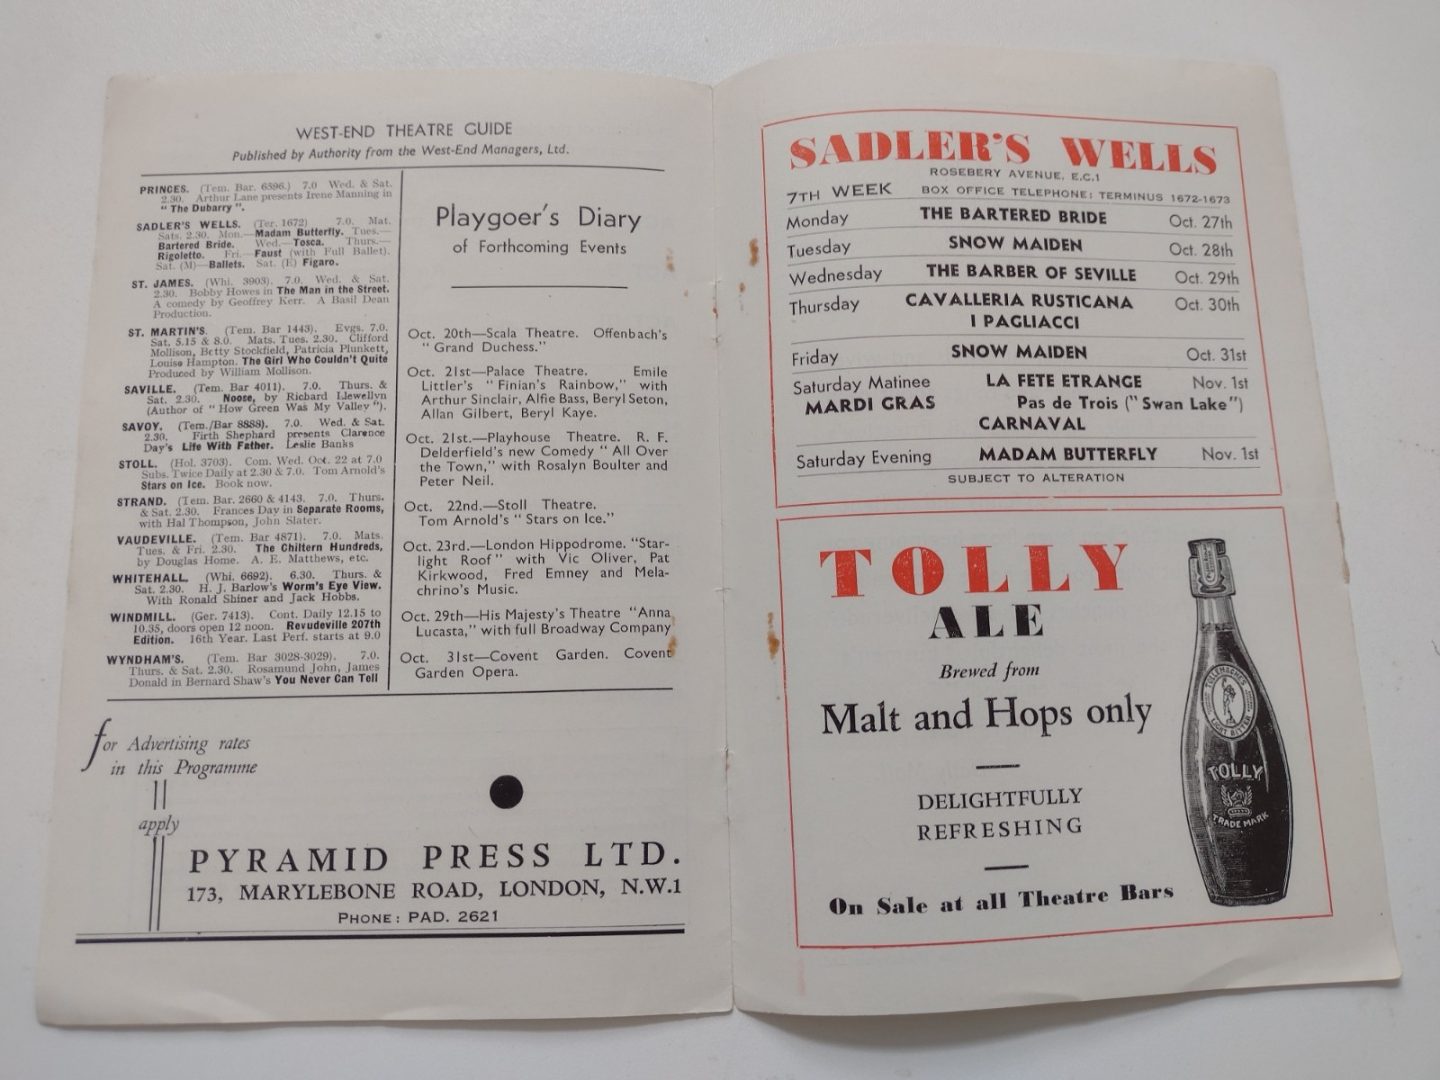 WEST-END THEATRE GUIDE
Published by Authority from the West-End Managers, Ltd.
PRINCES. (Tem. Bar. 6596.) 7.0 Wed. & Sat.
2.30. Arthur Lane presents Irene Manning in
"The Dubarry".
SADLER'S WELLS. (Ter. 1672) 7.0. Mat.
Sats. 2.30. Mon.—Madam Butterfly. Tues.—
Bartered Bride. Wed.—Tosca. Thurs.—
Rigoletto. Fri.—Faust (with Full Ballet).
Sat. (M)—Ballets. Sat. (E) Figaro.
ST. JAMES. (Whi. 3903). 7.0. Wed. & Sat.
2.30. Bobby Howes in The Man in the Street.
A comedy by Geoffrey Kerr. A Basil Dean
Production.
ST. MARTIN'S. (Tem. Bar 1443). Evgs. 7.0.
Sat. 5.15 & 8.0. Mats. Tues. 2.30. Clifford
Mollison, Betty Stockfield, Patricia Plunkett,
Louise Hampton. The Girl Who Couldn't Quite
Produced by William Mollison.
SAVILLE. (Tem. Bar 4011). 7.0. Thurs. &
Sat. 2.30. Noose, by Richard Llewellyn
(Author of "How Green Was My Valley").
SAVOY. (Tem./Bar 8888). 7.0. Wed. & Sat.
2.30. Firth Shephard presents Clarence
Day's Life With Father. Leslie Banks
STOLL. (Hol. 3703). Com. Wed. Oct. 22 at 7.0
Subs. Twice Daily at 2.30 & 7.0. Tom Arnold's
Stars on Ice. Book now.
STRAND. (Tem. Bar. 2660 & 4143. 7.0. Thurs.
& Sat. 2.30. Frances Day in Separate Rooms,
with Hal Thompson, John Slater.
VAUDEVILLE. (Tem. Bar 4871). 7.0. Mats.
Tues. & Fri. 2.30. The Chiltern Hundreds,
by Douglas Home. A. E. Matthews, etc.
WHITEHALL. (Whi. 6692). 6.30. Thurs. &
Sat. 2.30. H. J. Barlow's Worm's Eye View.
With Ronald Shiner and Jack Hobbs.
WINDMILL. (Ger. 7413). Cont. Daily 12.15 to
10.35, doors open 12 noon. Revudeville 207th
Edition. 16th Year. Last Perf. starts at 9.0
WYNDHAM'S. (Tem. Bar 3028-3029). 7.0.
Thurs. & Sat. 2.30. Rosamund John, James
Donald in Bernard Shaw's You Never Can Tell
Playgoer's Diary
of Forthcoming Events
Oct. 20th—Scala Theatre. Offenbach's
"Grand Duchess."
Oct. 21st—Palace Theatre. Emile
Littler's "Finian's Rainbow," with
Arthur Sinclair, Alfie Bass, Beryl Seton,
Allan Gilbert, Beryl Kaye.
Oct. 21st.—Playhouse Theatre. R. F.
Delderfield's new Comedy "All Over
the Town," with Rosalyn Boulter and
Peter Neil.
Oct. 22nd.—Stoll Theatre.
Tom Arnold's "Stars on Ice."
Oct. 23rd.—London Hippodrome. "Star-
light Roof" with Vic Oliver, Pat
Kirkwood, Fred Emney and Mela-
chrino's Music.
Oct. 29th—His Majesty's Theatre "Anna
Lucasta," with full Broadway Company
Oct. 31st—Covent Garden. Covent
Garden Opera.
for Advertising rates
in this Programme
apply
PYRAMID PRESS LTD.
173, MARYLEBONE ROAD, LONDON, N.W.1
PHONE: PAD. 2621
SADLER'S WELLS
ROSEBERY AVENUE, E.C.1
7TH WEEK BOX OFFICE TELEPHONE: TERMINUS 1672-1673
Monday THE BARTERED BRIDE Oct. 27th
Tuesday SNOW MAIDEN Oct. 28th
Wednesday THE BARBER OF SEVILLE Oct. 29th
Thursday CAVALLERIA RUSTICANA Oct. 30th
I PAGLIACCI
Friday SNOW MAIDEN Oct. 31st
Saturday Matinee LA FETE ETRANGE Nov. 1st
MARDI GRAS Pas de Trois ("Swan Lake")
CARNAVAL
Saturday Evening MADAM BUTTERFLY Nov. 1st
SUBJECT TO ALTERATION
TOLLY
ALE
Brewed from
Malt and Hops only
DELIGHTFULLY
REFRESHING
On Sale at all Theatre Bars
TOLLEMACHE'S
LIGHT BITTER
TOLLY
TRADE MARK